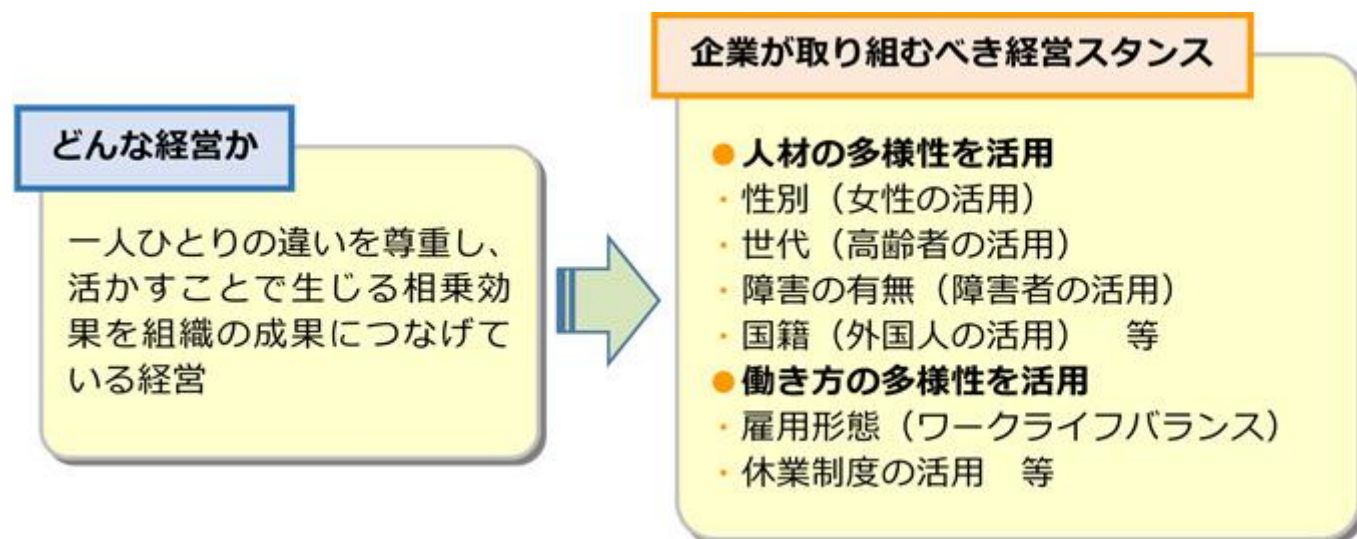 どんな経営か
一人ひとりの違いを尊重し、
活かすことで生じる相乗効
果を組織の成果につなげて
いる経営
企業が取り組むべき経営スタンス
●人材の多様性を活用
・性別（女性の活用）
・世代（高齢者の活用）
・障害の有無（障害者の活用）
・国籍（外国人の活用）　等
●働き方の多様性を活用
・雇用形態（ワークライフバランス）
・休業制度の活用　等